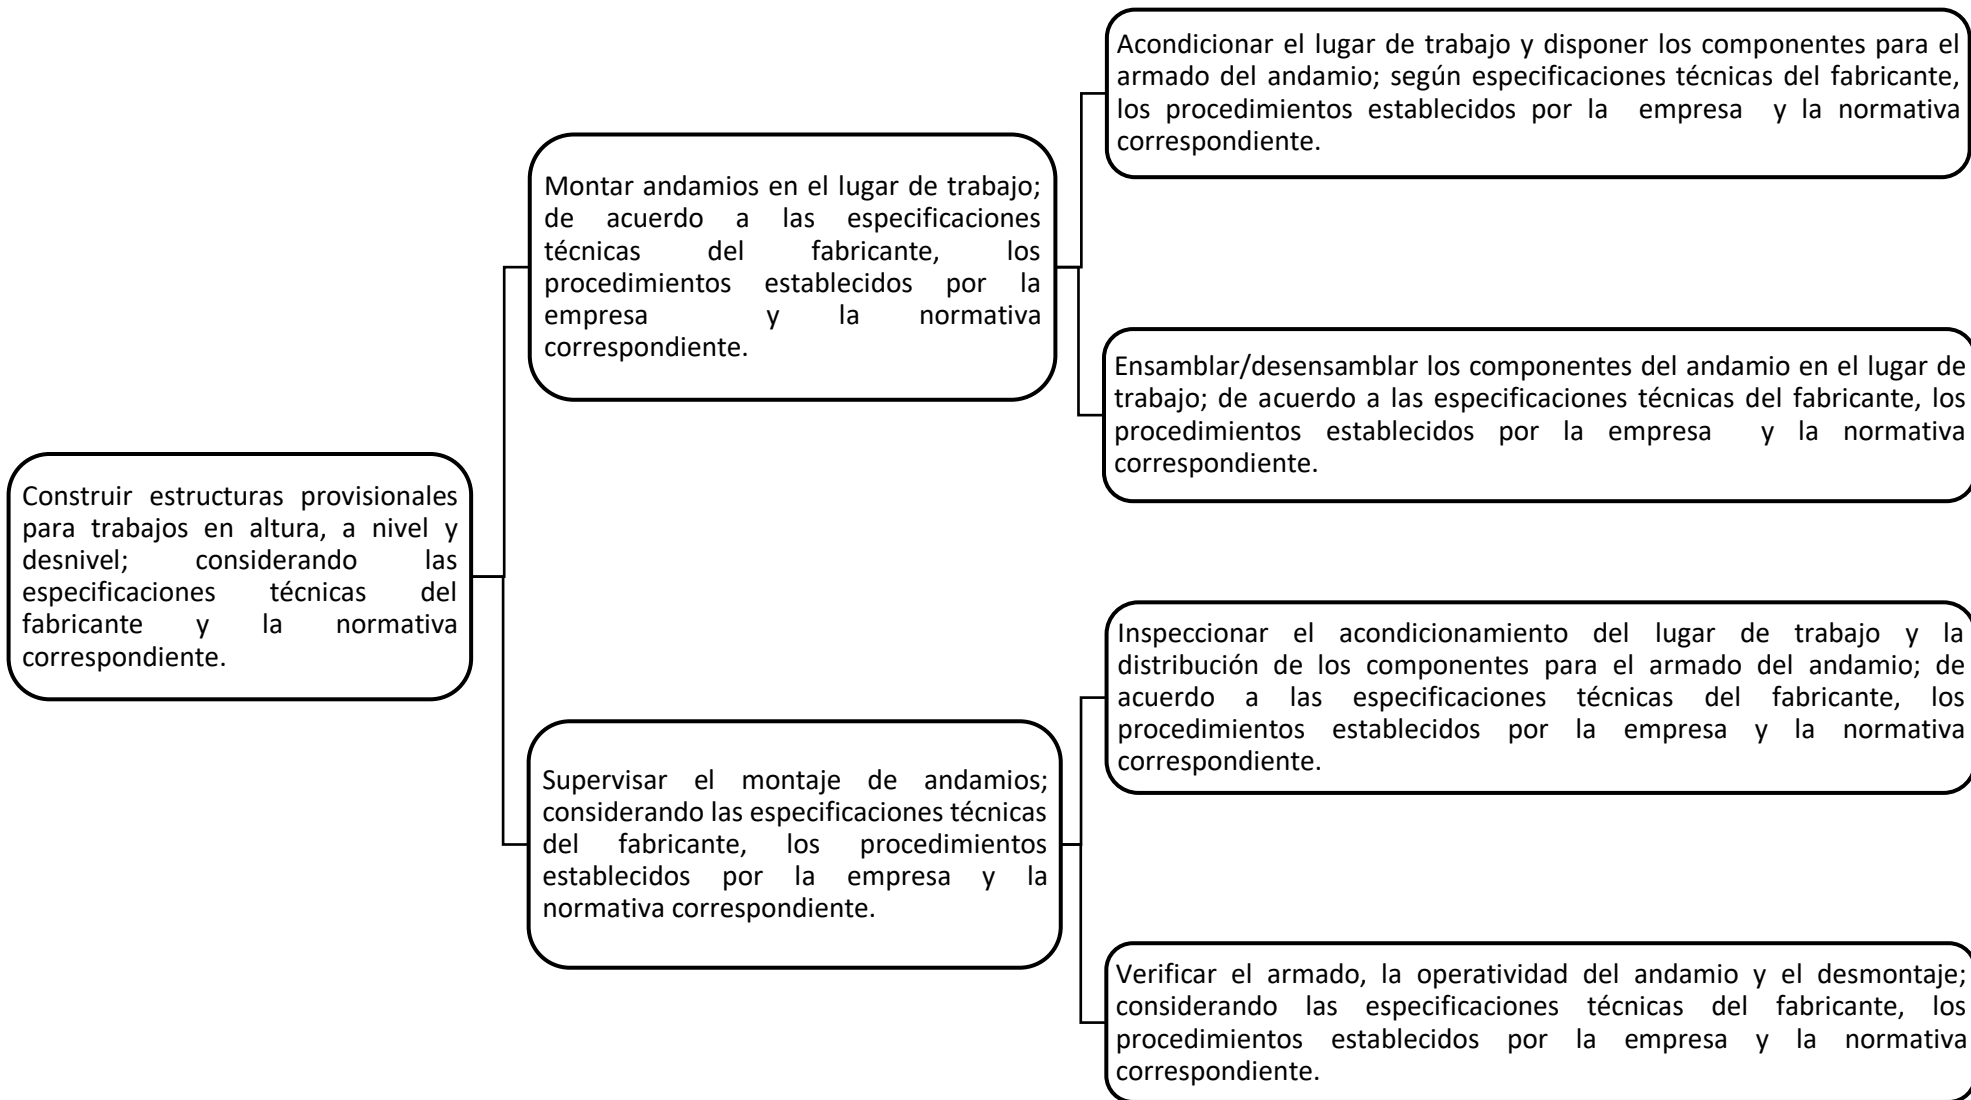 Construir estructuras provisionales
para trabajos en altura, a nivel y
desnivel; considerando las
especificaciones técnicas del
fabricante y la normativa
correspondiente.
Montar andamios en el lugar de trabajo;
de acuerdo a las especificaciones
técnicas del fabricante, los
procedimientos establecidos por la
empresa y la normativa
correspondiente.
Acondicionar el lugar de trabajo y disponer los componentes para el
armado del andamio; según especificaciones técnicas del fabricante,
los procedimientos establecidos por la empresa y la normativa
correspondiente.
Ensamblar/desensamblar los componentes del andamio en el lugar de
trabajo; de acuerdo a las especificaciones técnicas del fabricante, los
procedimientos establecidos por la empresa y la normativa
correspondiente.
Supervisar el montaje de andamios;
considerando las especificaciones técnicas
del fabricante, los procedimientos
establecidos por la empresa y la
normativa correspondiente.
Inspeccionar el acondicionamiento del lugar de trabajo y la
distribución de los componentes para el armado del andamio; de
acuerdo a las especificaciones técnicas del fabricante, los
procedimientos establecidos por la empresa y la normativa
correspondiente.
Verificar el armado, la operatividad del andamio y el desmontaje;
considerando las especificaciones técnicas del fabricante, los
procedimientos establecidos por la empresa y la normativa
correspondiente.